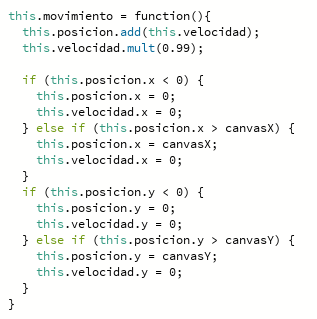 this.movimiento = function(){
  this.posicion.add(this.velocidad);
  this.velocidad.mult(0.99);

  if (this.posicion.x < 0) {
    this.posicion.x = 0;
    this.velocidad.x = 0;
  } else if (this.posicion.x > canvasX) {
    this.posicion.x = canvasX;
    this.velocidad.x = 0;
  }
  if (this.posicion.y < 0) {
    this.posicion.y = 0;
    this.velocidad.y = 0;
  } else if (this.posicion.y > canvasY) {
    this.posicion.y = canvasY;
    this.velocidad.y = 0;
  }
}